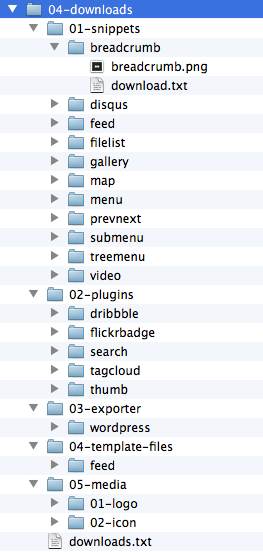 04-downloads
01-snippets
breadcrumb
breadcrumb.png
download.txt
disqus
feed
filelist
gallery
map
menu
prevnext
submenu
treemenu
video
02-plugins
dribbble
flickrbadge
search
tagcloud
thumb
03-exporter
wordpress
04-template-files
feed
05-media
01-logo
02-icon
downloads.txt